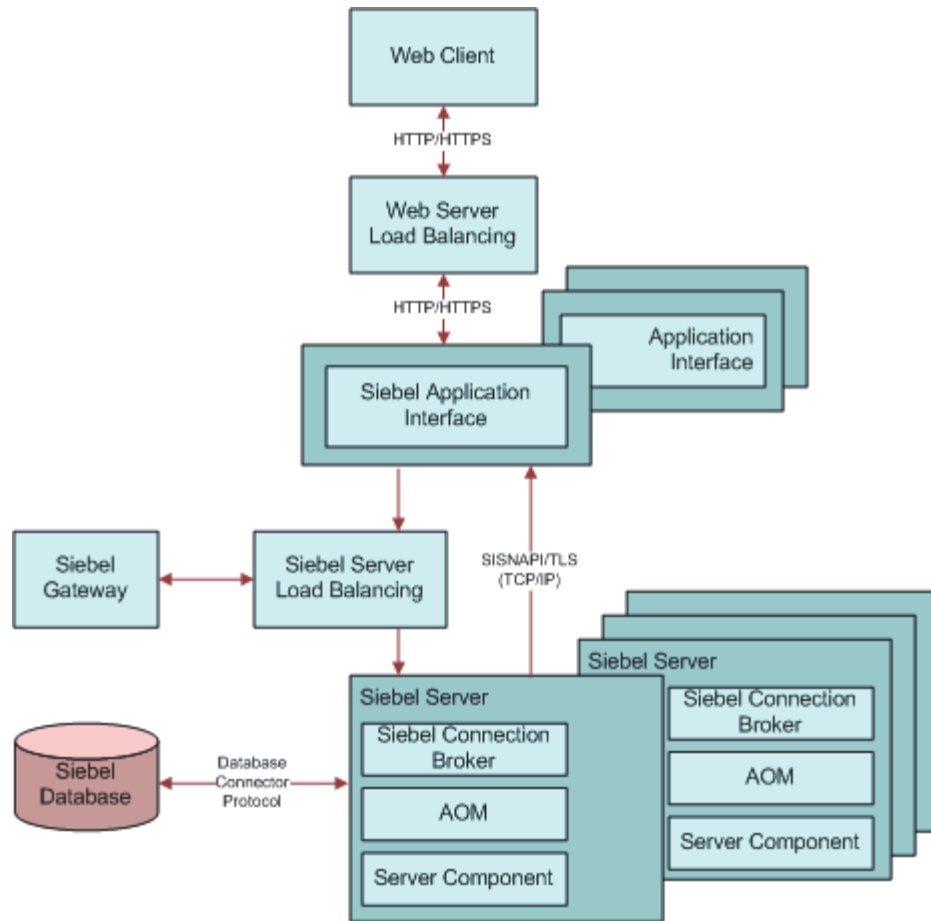 Web Client
HTTP/HTTPS
Web Server
Load Balancing
HTTP/HTTPS
Application
Interface
Siebel Application
Interface
Siebel
Gateway
Siebel Server
Load Balancing
SISNAPI/TLS
(TCP/IP)
Siebel Server
Siebel Connection
Broker
AOM
Server Component
Siebel Server
Siebel Connection
Broker
AOM
Server Component
Siebel
Database
Database
Connector
Protocol